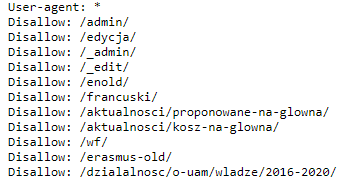 User-agent: *
Disallow: /admin/
Disallow: /edycja/
Disallow: /_admin/
Disallow: /_edit/
Disallow: /enold/
Disallow: /francuski/
Disallow: /aktualnosci/proponowane-na-glowna/
Disallow: /aktualnosci/kosz-na-glowna/
Disallow: /wf/
Disallow: /erasmus-old/
Disallow: /dzialalnosc/o-uam/wladze/2016-2020/